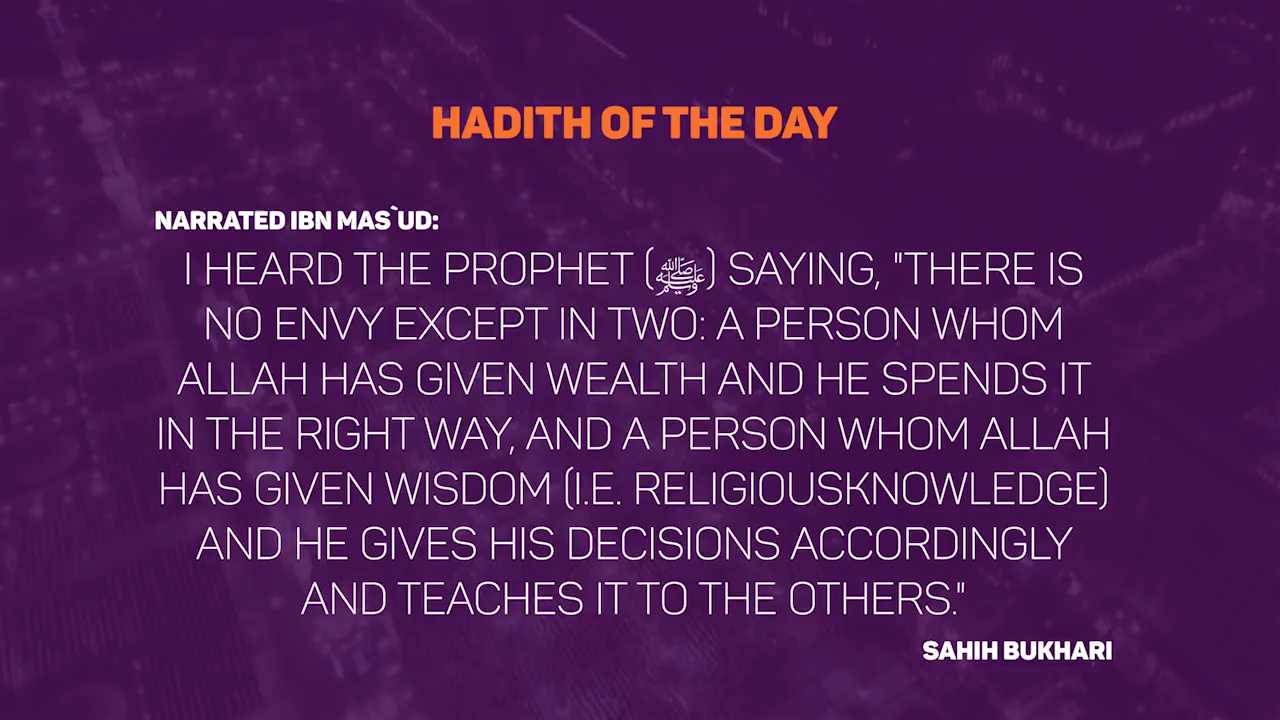 HADITH OF THE DAY
NARRATED IBN MAS`UD:
I HEARD THE PROPHET (ﷺ) SAYING, "THERE IS
NO ENVY EXCEPT IN TWO: A PERSON WHOM
ALLAH HAS GIVEN WEALTH AND HE SPENDS IT
IN THE RIGHT WAY, AND A PERSON WHOM ALLAH
HAS GIVEN WISDOM (I.E. RELIGIOUSKNOWLEDGE)
AND HE GIVES HIS DECISIONS ACCORDINGLY
AND TEACHES IT TO THE OTHERS."
SAHIH BUKHARI